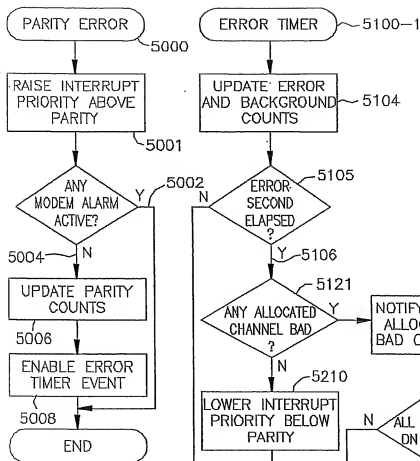 PARITY ERROR
5000
RAISE INTERRUPT
PRIORITY ABOVE
PARITY
5001
ANY
MODEM ALARM
ACTIVE?
Y
5002
5004
N
UPDATE PARITY
COUNTS
5006
ENABLE ERROR
TIMER EVENT
5008
END
ERROR TIMER
5100-1
UPDATE ERROR
AND BACKGROUND
COUNTS
5104
N
ERROR-
SECOND
ELAPSED
?
5105
Y
5106
ANY ALLOCATED
CHANNEL BAD
?
5121
Y
N
5210
LOWER INTERRUPT
PRIORITY BELOW
PARITY
NOTIFY
ALLO
BAD C
N
ALL
ON